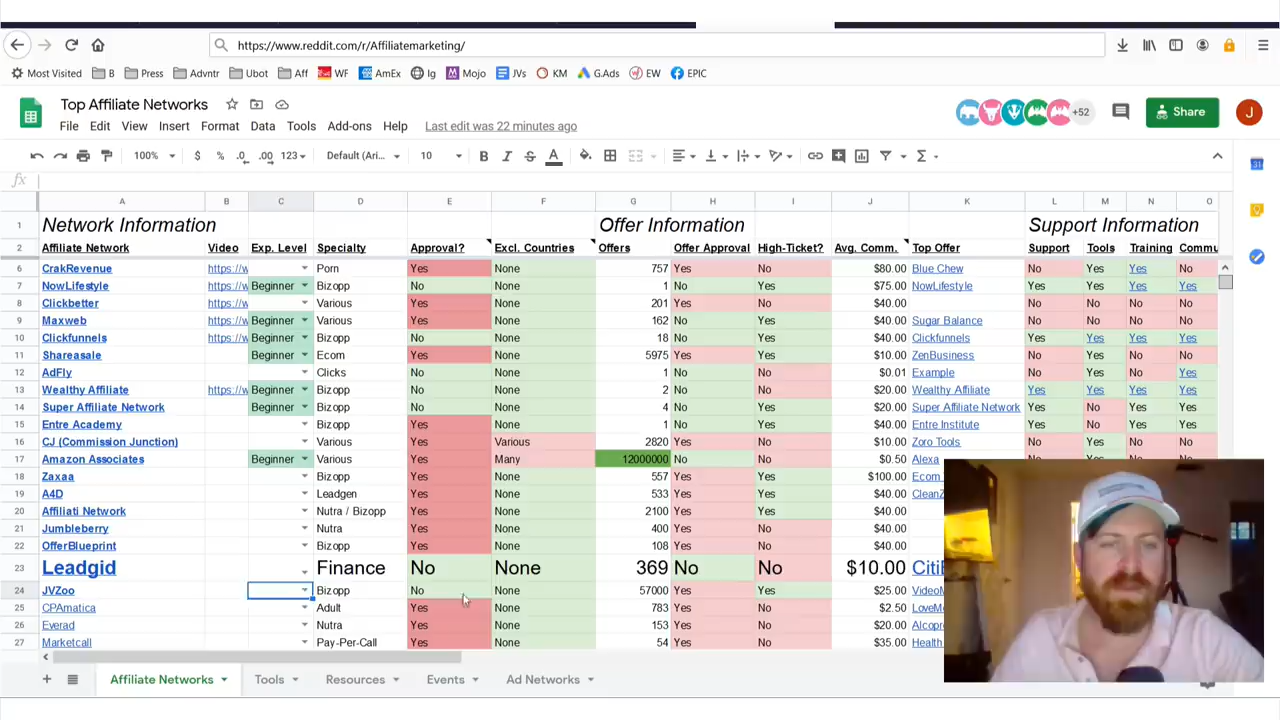 https://www.reddit.com/r/Affiliatemarketing/
Most Visited B Press Advntr Ubot Aff WF AmEx Ig Mojo JVs KM G.Ads EW EPIC
Top Affiliate Networks
+52 Share J
File Edit View Insert Format Data Tools Add-ons Help Last edit was 22 minutes ago
100% $ % .0 .00 123 Default (Ari... 10 B I S A
fx
A B C D E F G H I J K L M N O
1 Network Information Offer Information Support Information
2 Affiliate Network Video Exp. Level Specialty Approval? Excl. Countries Offers Offer Approval High-Ticket? Avg. Comm. Top Offer Support Tools Training Commu
6 CrakRevenue https://w Porn Yes None 757 Yes No $80.00 Blue Chew No Yes Yes No
7 NowLifestyle https://w Beginner Bizopp No None 1 No Yes $75.00 NowLifestyle Yes Yes Yes Yes
8 Clickbetter https://w Various Yes None 201 Yes No $40.00 No No No No
9 Maxweb https://w Beginner Various Yes None 162 No Yes $40.00 Sugar Balance No No No No
10 Clickfunnels https://w Beginner Bizopp No None 18 No Yes $40.00 Clickfunnels Yes Yes Yes Yes
11 Shareasale Beginner Ecom Yes None 5975 Yes Yes $10.00 ZenBusiness No Yes No No
12 AdFly Clicks No None 1 No No $0.01 Example No Yes No Yes
13 Wealthy Affiliate https://w Beginner Bizopp No None 2 No No $20.00 Wealthy Affiliate Yes Yes Yes Yes
14 Super Affiliate Network Beginner Bizopp No None 4 No Yes $20.00 Super Affiliate Network Yes No Yes Yes
15 Entre Academy Bizopp Yes None 1 No Yes $40.00 Entre Institute Yes No Yes Yes
16 CJ (Commission Junction) Various Yes Various 2820 Yes No $10.00 Zoro Tools No Yes No No
17 Amazon Associates Beginner Various Yes Many 12000000 No No $0.50 Alexa
18 Zaxaa Bizopp Yes None 557 Yes Yes $100.00 Ecom
19 A4D Leadgen Yes None 533 Yes Yes $40.00 CleanZ
20 Affiliati Network Nutra / Bizopp Yes None 2100 Yes Yes $40.00
21 Jumbleberry Nutra Yes None 400 Yes No $40.00
22 OfferBlueprint Bizopp Yes None 108 Yes No $40.00
23 Leadgid Finance No None 369 No No $10.00 CitiB
24 JVZoo Bizopp No None 57000 Yes Yes $25.00 VideoM
25 CPAmatica Adult Yes None 783 Yes No $2.50 LoveMe
26 Everad Nutra Yes None 153 Yes No $20.00 Alcopro
27 Marketcall Pay-Per-Call Yes None 54 Yes No $35.00 Health
Affiliate Networks Tools Resources Events Ad Networks